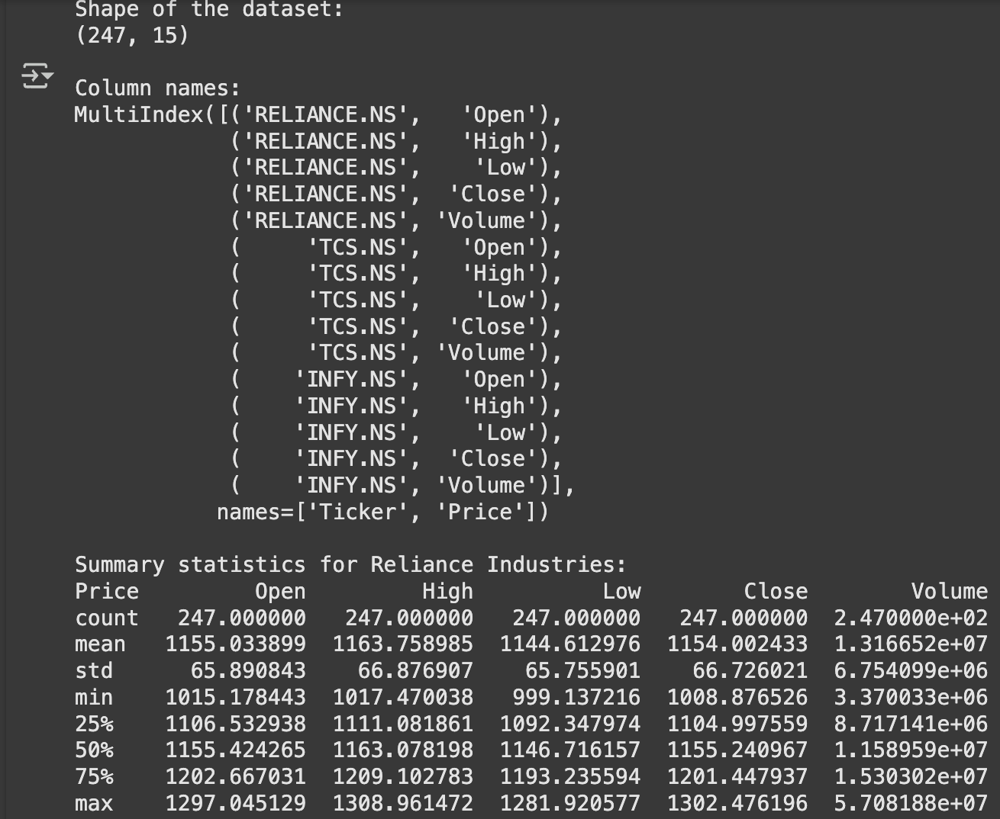 Shape of the dataset:
(247, 15)
Column names:
MultiIndex([('RELIANCE.NS',   'Open'),
            ('RELIANCE.NS',   'High'),
            ('RELIANCE.NS',    'Low'),
            ('RELIANCE.NS',  'Close'),
            ('RELIANCE.NS', 'Volume'),
            (     'TCS.NS',   'Open'),
            (     'TCS.NS',   'High'),
            (     'TCS.NS',    'Low'),
            (     'TCS.NS',  'Close'),
            (     'TCS.NS', 'Volume'),
            (    'INFY.NS',   'Open'),
            (    'INFY.NS',   'High'),
            (    'INFY.NS',    'Low'),
            (    'INFY.NS',  'Close'),
            (    'INFY.NS', 'Volume')],
           names=['Ticker', 'Price'])
Summary statistics for Reliance Industries:
Price         Open         High          Low        Close        Volume
count   247.000000   247.000000   247.000000   247.000000  2.470000e+02
mean   1155.033899  1163.758985  1144.612976  1154.002433  1.316652e+07
std      65.890843    66.876907    65.755901    66.726021  6.754099e+06
min    1015.178443  1017.470038   999.137216  1008.876526  3.370033e+06
25%    1106.532938  1111.081861  1092.347974  1104.997559  8.717141e+06
50%    1155.424265  1163.078198  1146.716157  1155.240967  1.158959e+07
75%    1202.667031  1209.102783  1193.235594  1201.447937  1.530302e+07
max    1297.045129  1308.961472  1281.920577  1302.476196  5.708188e+07